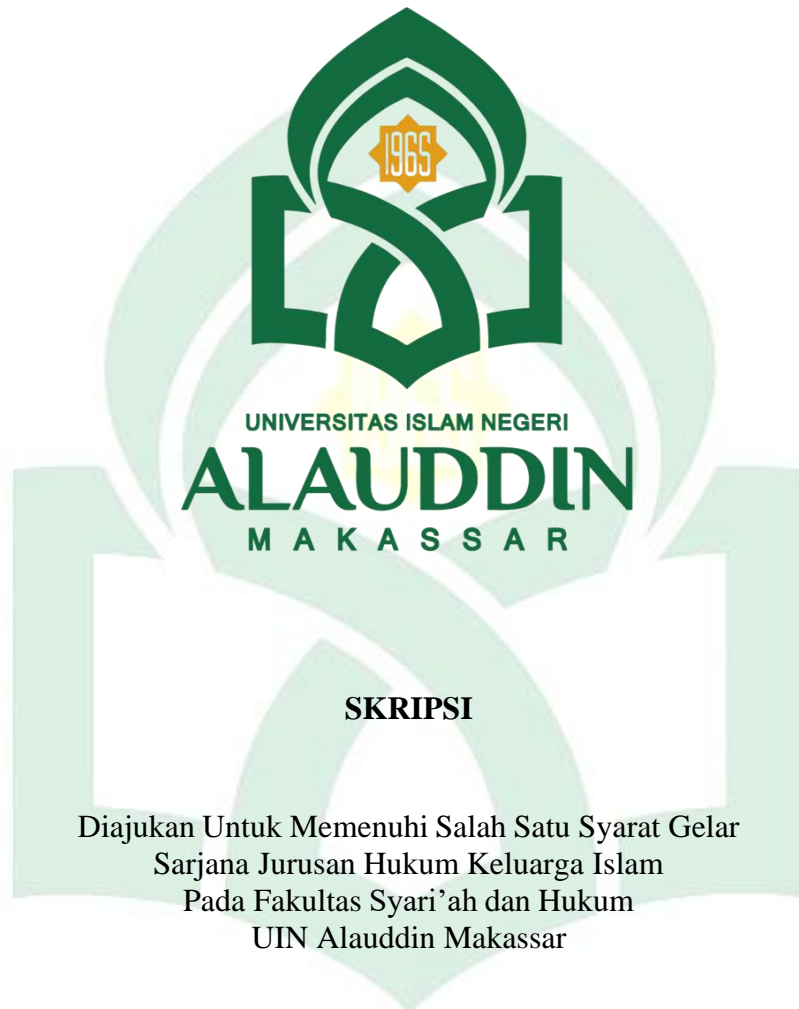 1965
UNIVERSITAS ISLAM NEGERI
ALAUDDIN
MAKASSAR
SKRIPSI
Diajukan Untuk Memenuhi Salah Satu Syarat Gelar
Sarjana Jurusan Hukum Keluarga Islam
Pada Fakultas Syari’ah dan Hukum
UIN Alauddin Makassar